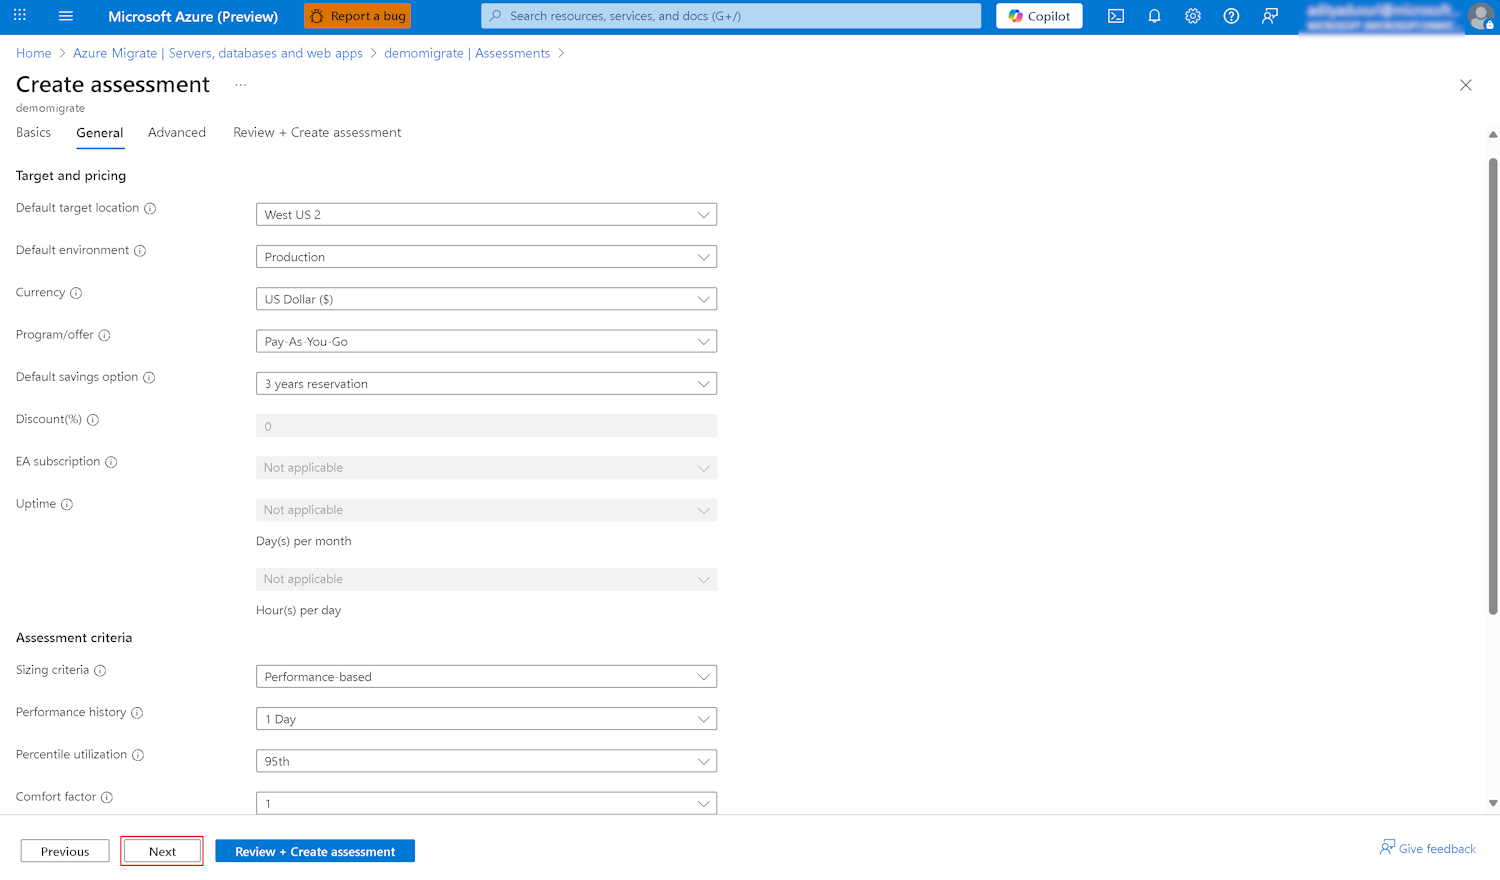 Microsoft Azure (Preview)
Report a bug
Search resources, services, and docs (G+/)
Copilot
Home > Azure Migrate | Servers, databases and web apps > demomigrate | Assessments >
Create assessment ...
demomigrate
Basics General Advanced Review + Create assessment
Target and pricing
Default target location
West US 2
Default environment
Production
Currency
US Dollar ($)
Program/offer
Pay-As-You-Go
Default savings option
3 years reservation
Discount(%)
0
EA subscription
Not applicable
Uptime
Not applicable
Day(s) per month
Not applicable
Hour(s) per day
Assessment criteria
Sizing criteria
Performance-based
Performance history
1 Day
Percentile utilization
95th
Comfort factor
1
Previous Next Review + Create assessment Give feedback